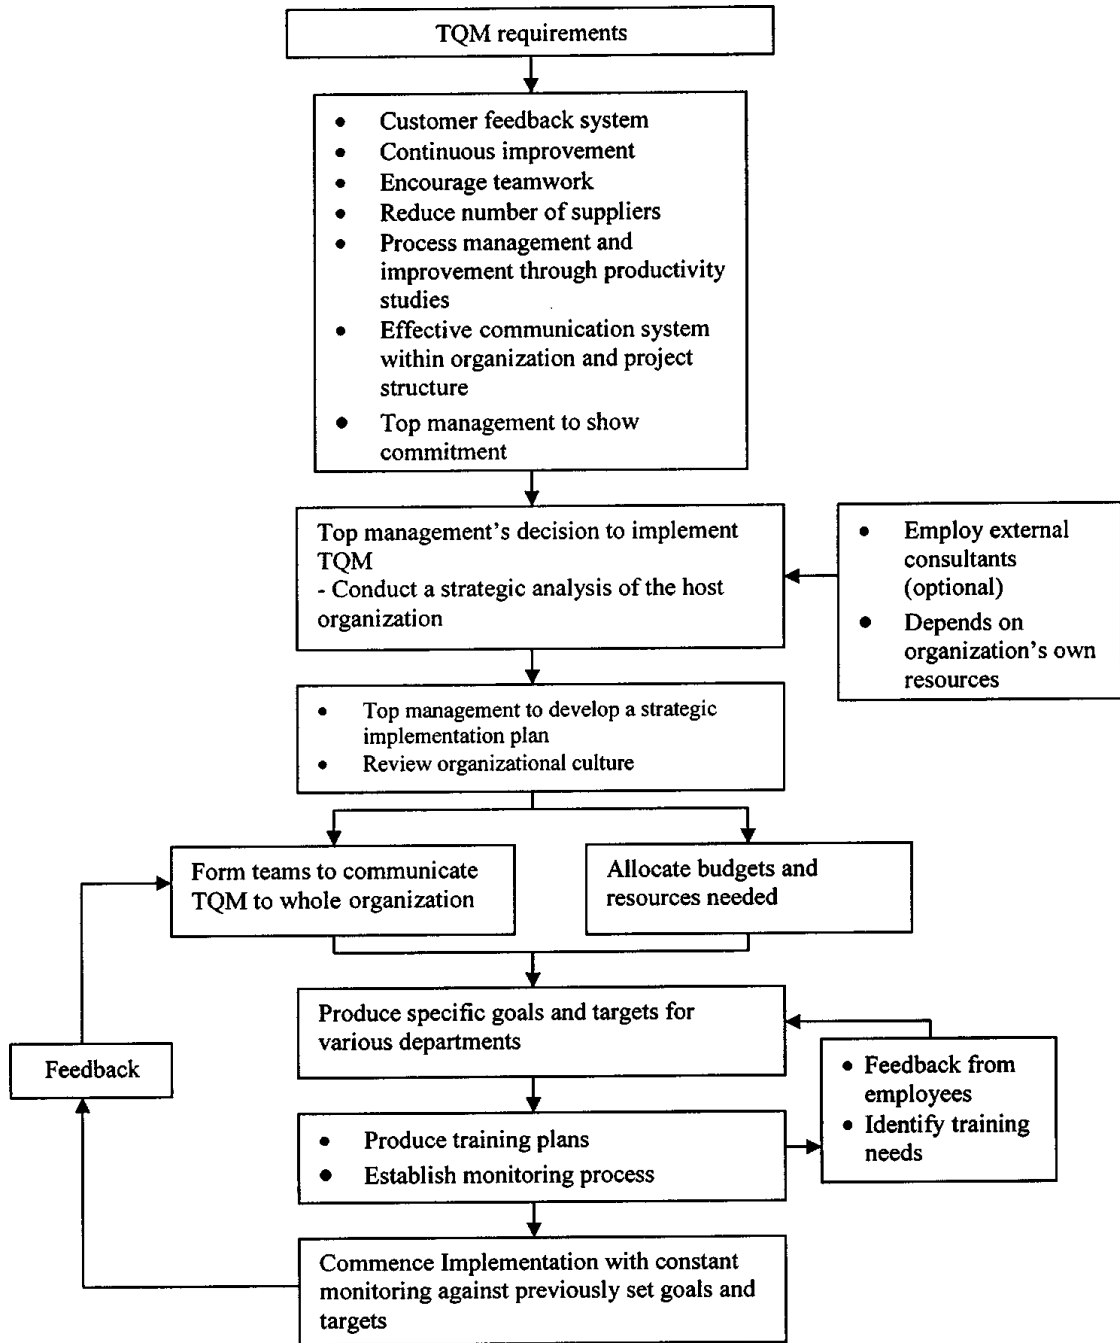 TQM requirements
• Customer feedback system
• Continuous improvement
• Encourage teamwork
• Reduce number of suppliers
• Process management and
improvement through productivity
studies
• Effective communication system
within organization and project
structure
• Top management to show
commitment
Top management's decision to implement
TQM
- Conduct a strategic analysis of the host
organization
• Employ external
consultants
(optional)
• Depends on
organization's own
resources
• Top management to develop a strategic
implementation plan
• Review organizational culture
Form teams to communicate
TQM to whole organization
Allocate budgets and
resources needed
Produce specific goals and targets for
various departments
Feedback
• Feedback from
employees
• Identify training
needs
• Produce training plans
• Establish monitoring process
Commence Implementation with constant
monitoring against previously set goals and
targets